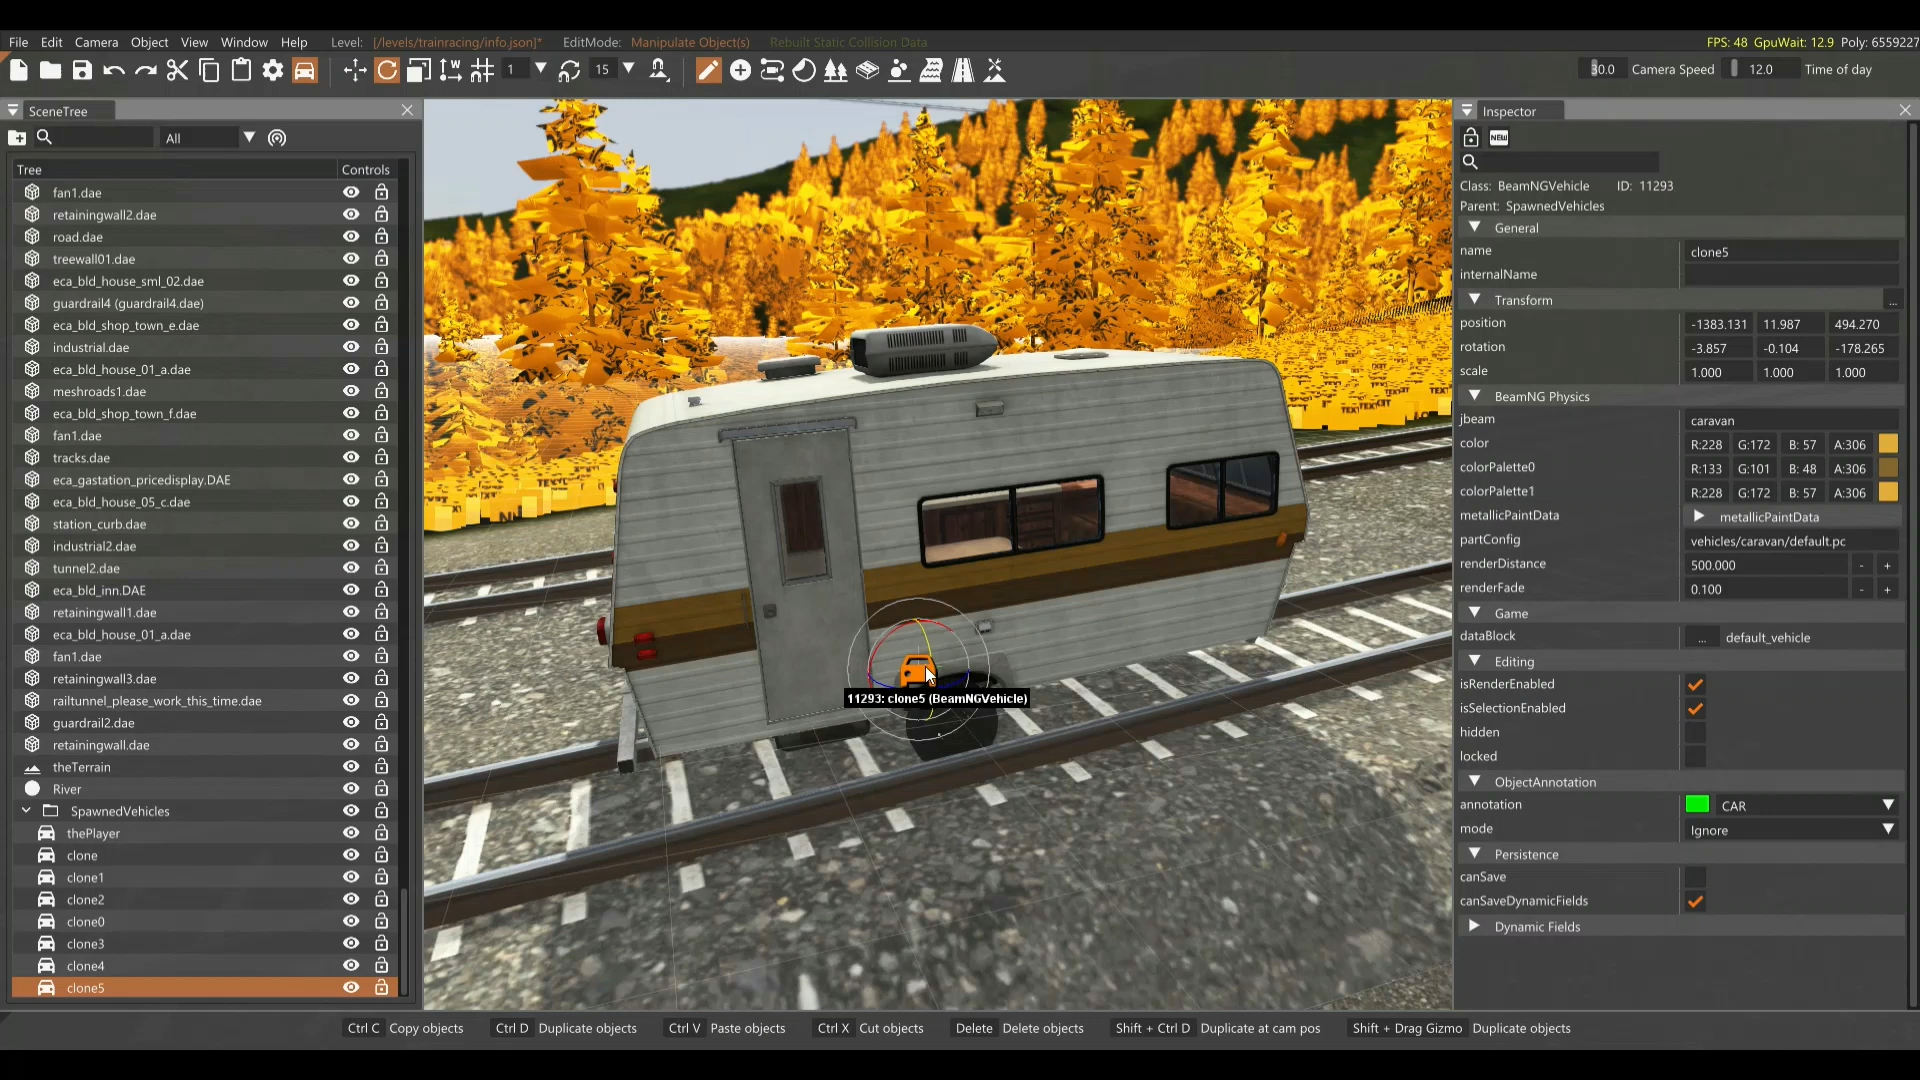 File Edit Camera Object View Window Help Level: [/levels/trainracing/info.json]* EditMode: Manipulate Object(s) Rebuilt Static Collision Data FPS: 48 GpuWait: 12.9 Poly: 6559227
1 15 30.0 Camera Speed 12.0 Time of day
SceneTree
All
Tree Controls
fan1.dae
retainingwall2.dae
road.dae
treewall01.dae
eca_bld_house_sml_02.dae
guardrail4 (guardrail4.dae)
eca_bld_shop_town_e.dae
industrial.dae
eca_bld_house_01_a.dae
meshroads1.dae
eca_bld_shop_town_f.dae
fan1.dae
tracks.dae
eca_gastation_pricedisplay.DAE
eca_bld_house_05_c.dae
station_curb.dae
industrial2.dae
tunnel2.dae
eca_bld_inn.DAE
retainingwall1.dae
eca_bld_house_01_a.dae
fan1.dae
retainingwall3.dae
railtunnel_please_work_this_time.dae
guardrail2.dae
retainingwall.dae
theTerrain
River
SpawnedVehicles
thePlayer
clone
clone1
clone2
clone0
clone3
clone4
clone5
11293: clone5 (BeamNGVehicle)
Inspector
NEW
Class: BeamNGVehicle ID: 11293
Parent: SpawnedVehicles
General
name clone5
internalName
Transform ...
position -1383.131 11.987 494.270
rotation -3.857 -0.104 -178.265
scale 1.000 1.000 1.000
BeamNG Physics
jbeam caravan
color R:228 G:172 B: 57 A:306
colorPalette0 R:133 G:101 B: 48 A:306
colorPalette1 R:228 G:172 B: 57 A:306
metallicPaintData metallicPaintData
partConfig vehicles/caravan/default.pc
renderDistance 500.000 - +
renderFade 0.100 - +
Game
dataBlock ... default_vehicle
Editing
isRenderEnabled
isSelectionEnabled
hidden
locked
ObjectAnnotation
annotation CAR
mode Ignore
Persistence
canSave
canSaveDynamicFields
Dynamic Fields
Ctrl C Copy objects Ctrl D Duplicate objects Ctrl V Paste objects Ctrl X Cut objects Delete Delete objects Shift + Ctrl D Duplicate at cam pos Shift + Drag Gizmo Duplicate objects